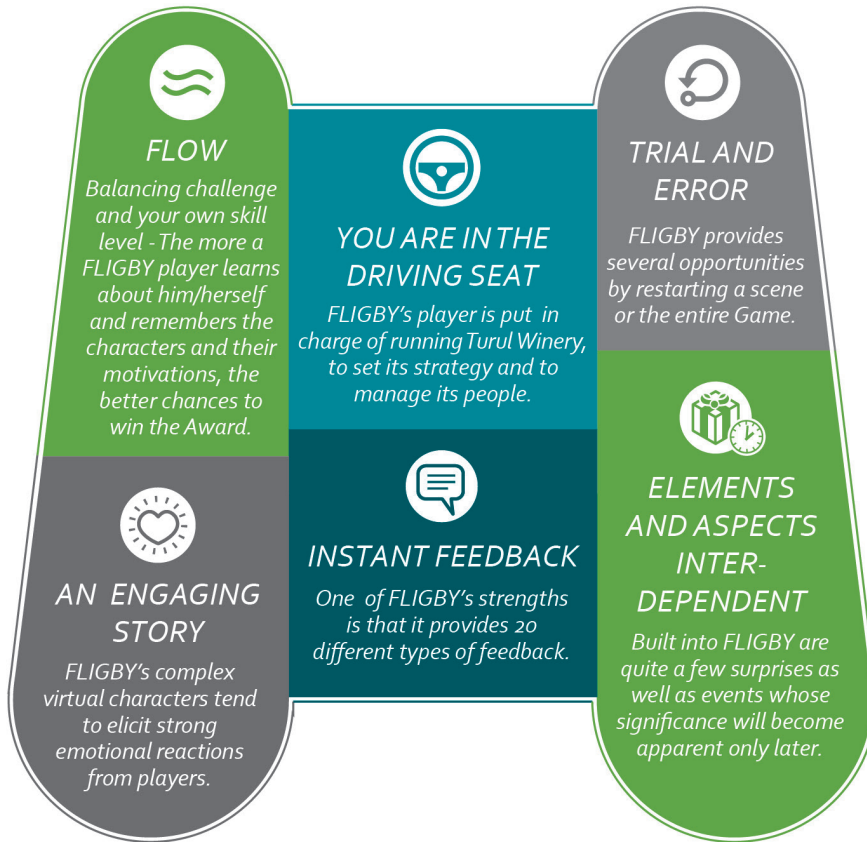 FLOW
Balancing challenge
and your own skill
level - The more a
FLIGBY player learns
about him/herself
and remembers the
characters and their
motivations, the
better chances to
win the Award.
AN ENGAGING
STORY
FLIGBY's complex
virtual characters tend
to elicit strong
emotional reactions
from players.
YOU ARE IN THE
DRIVING SEAT
FLIGBY's player is put in
charge of running Turul Winery,
to set its strategy and to
manage its people.
INSTANT FEEDBACK
One of FLIGBY's strengths
is that it provides 20
different types of feedback.
TRIAL AND
ERROR
FLIGBY provides
several opportunities
by restarting a scene
or the entire Game.
ELEMENTS
AND ASPECTS
INTER-
DEPENDENT
Built into FLIGBY are
quite a few surprises as
well as events whose
significance will become
apparent only later.